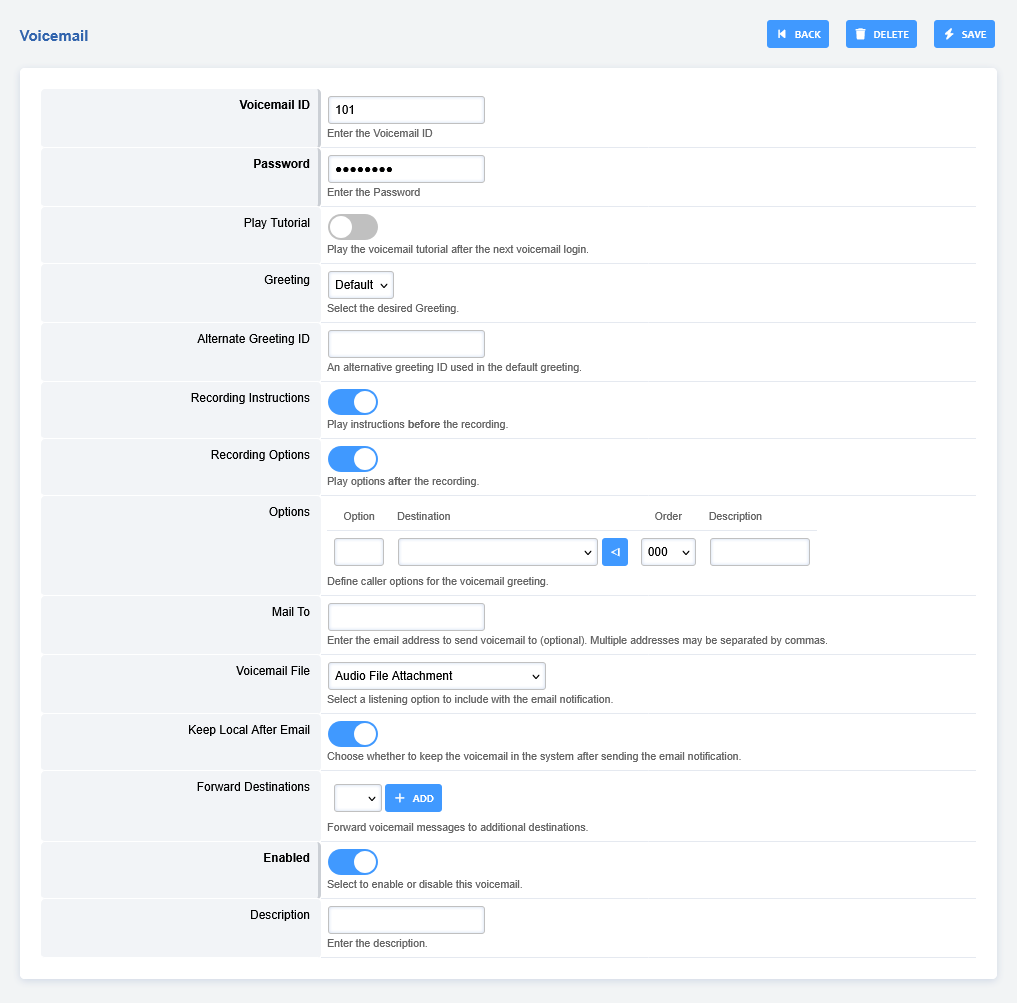 Voicemail
BACK
DELETE
SAVE
Voicemail ID
101
Enter the Voicemail ID
Password
••••••••
Enter the Password
Play Tutorial
Play the voicemail tutorial after the next voicemail login.
Greeting
Default
Select the desired Greeting.
Alternate Greeting ID
An alternative greeting ID used in the default greeting.
Recording Instructions
Play instructions before the recording.
Recording Options
Play options after the recording.
Options
Option Destination Order Description
000
Define caller options for the voicemail greeting.
Mail To
Enter the email address to send voicemail to (optional). Multiple addresses may be separated by commas.
Voicemail File
Audio File Attachment
Select a listening option to include with the email notification.
Keep Local After Email
Choose whether to keep the voicemail in the system after sending the email notification.
Forward Destinations
ADD
Forward voicemail messages to additional destinations.
Enabled
Select to enable or disable this voicemail.
Description
Enter the description.